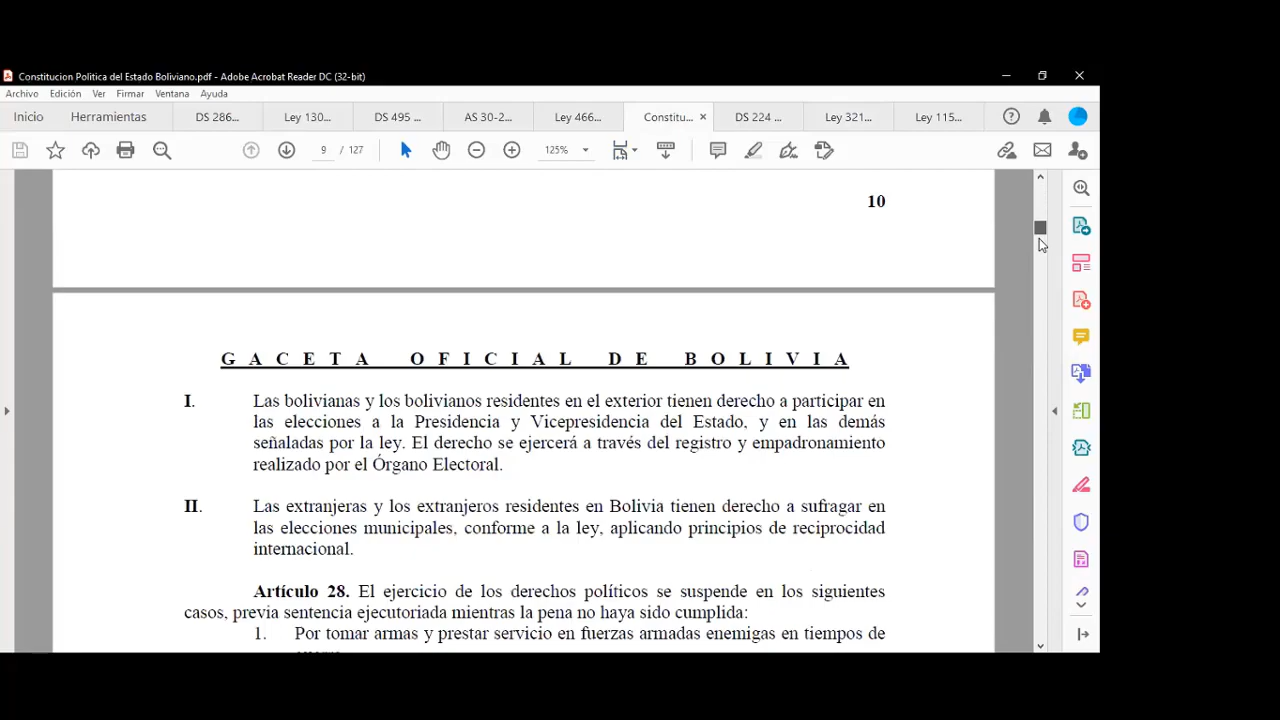 Constitucion Politica del Estado Boliviano.pdf - Adobe Acrobat Reader DC (32-bit)
Archivo Edición Ver Firmar Ventana Ayuda
Inicio Herramientas DS 286... Ley 130... DS 495 ... AS 30-2... Ley 466... Constitu... × DS 224 ... Ley 321... Ley 115...
9 / 127 125%
10
GACETA OFICIAL DE BOLIVIA
I. Las bolivianas y los bolivianos residentes en el exterior tienen derecho a participar en
las elecciones a la Presidencia y Vicepresidencia del Estado, y en las demás
señaladas por la ley. El derecho se ejercerá a través del registro y empadronamiento
realizado por el Órgano Electoral.
II. Las extranjeras y los extranjeros residentes en Bolivia tienen derecho a sufragar en
las elecciones municipales, conforme a la ley, aplicando principios de reciprocidad
internacional.
Artículo 28. El ejercicio de los derechos políticos se suspende en los siguientes
casos, previa sentencia ejecutoriada mientras la pena no haya sido cumplida:
1. Por tomar armas y prestar servicio en fuerzas armadas enemigas en tiempos de